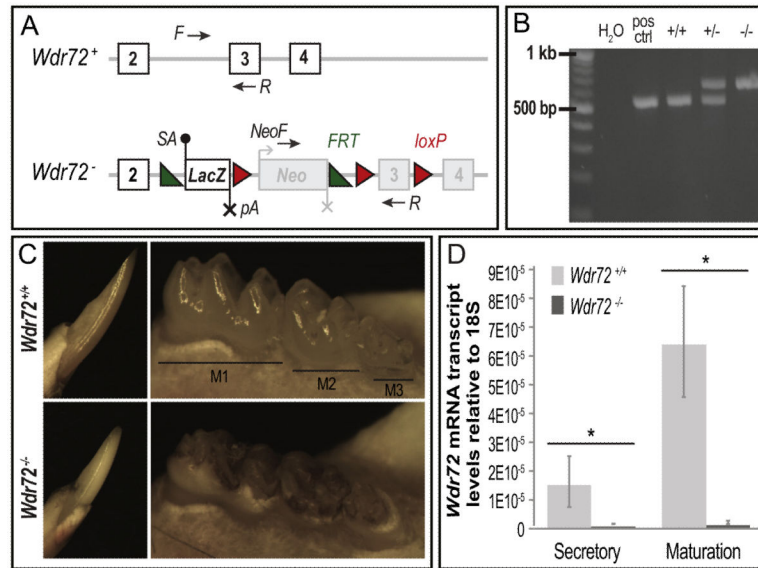 A
Wdr72 +
2
F
3
4
R
Wdr72 -
2
SA
LacZ
pA
NeoF
Neo
FRT
loxP
3
4
R
B
H2O
pos ctrl
+/+
+/-
-/-
1 kb
500 bp
C
Wdr72+/+
M1
M2
M3
Wdr72-/-
D
Wdr72 mRNA transcript
levels relative to 18S
9E10-5
8E10-5
7E10-5
6E10-5
5E10-5
4E10-5
3E10-5
2E10-5
1E10-5
0
Wdr72 +/+
Wdr72 -/-
*
*
Secretory
Maturation